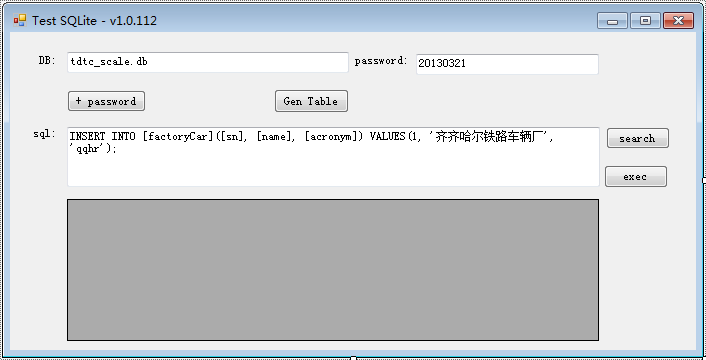 Test SQLite - v1.0.112
DB: tdtc_scale.db password: 20130321
+ password Gen Table
sql: INSERT INTO [factoryCar]([sn], [name], [acronym]) VALUES(1, '齐齐哈尔铁路车辆厂', search
'qqhr');
exec